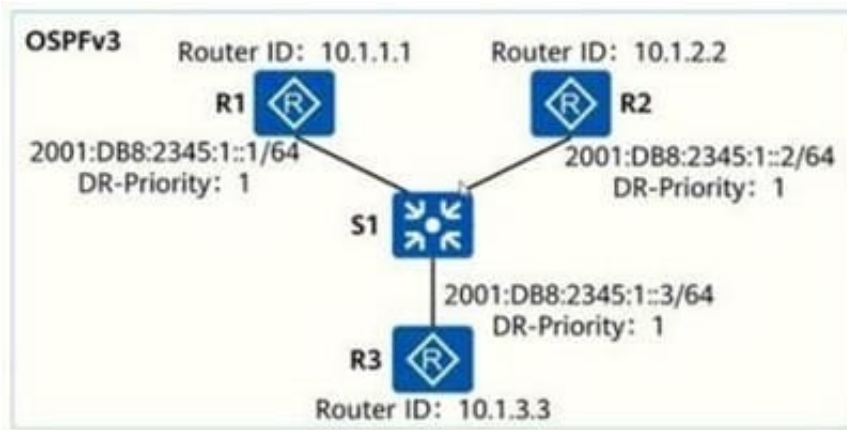 OSPFv3
Router ID: 10.1.1.1
Router ID: 10.1.2.2
R1
R2
2001:DB8:2345:1::1/64
DR-Priority: 1
2001:DB8:2345:1::2/64
DR-Priority: 1
S1
2001:DB8:2345:1::3/64
DR-Priority: 1
R3
Router ID: 10.1.3.3